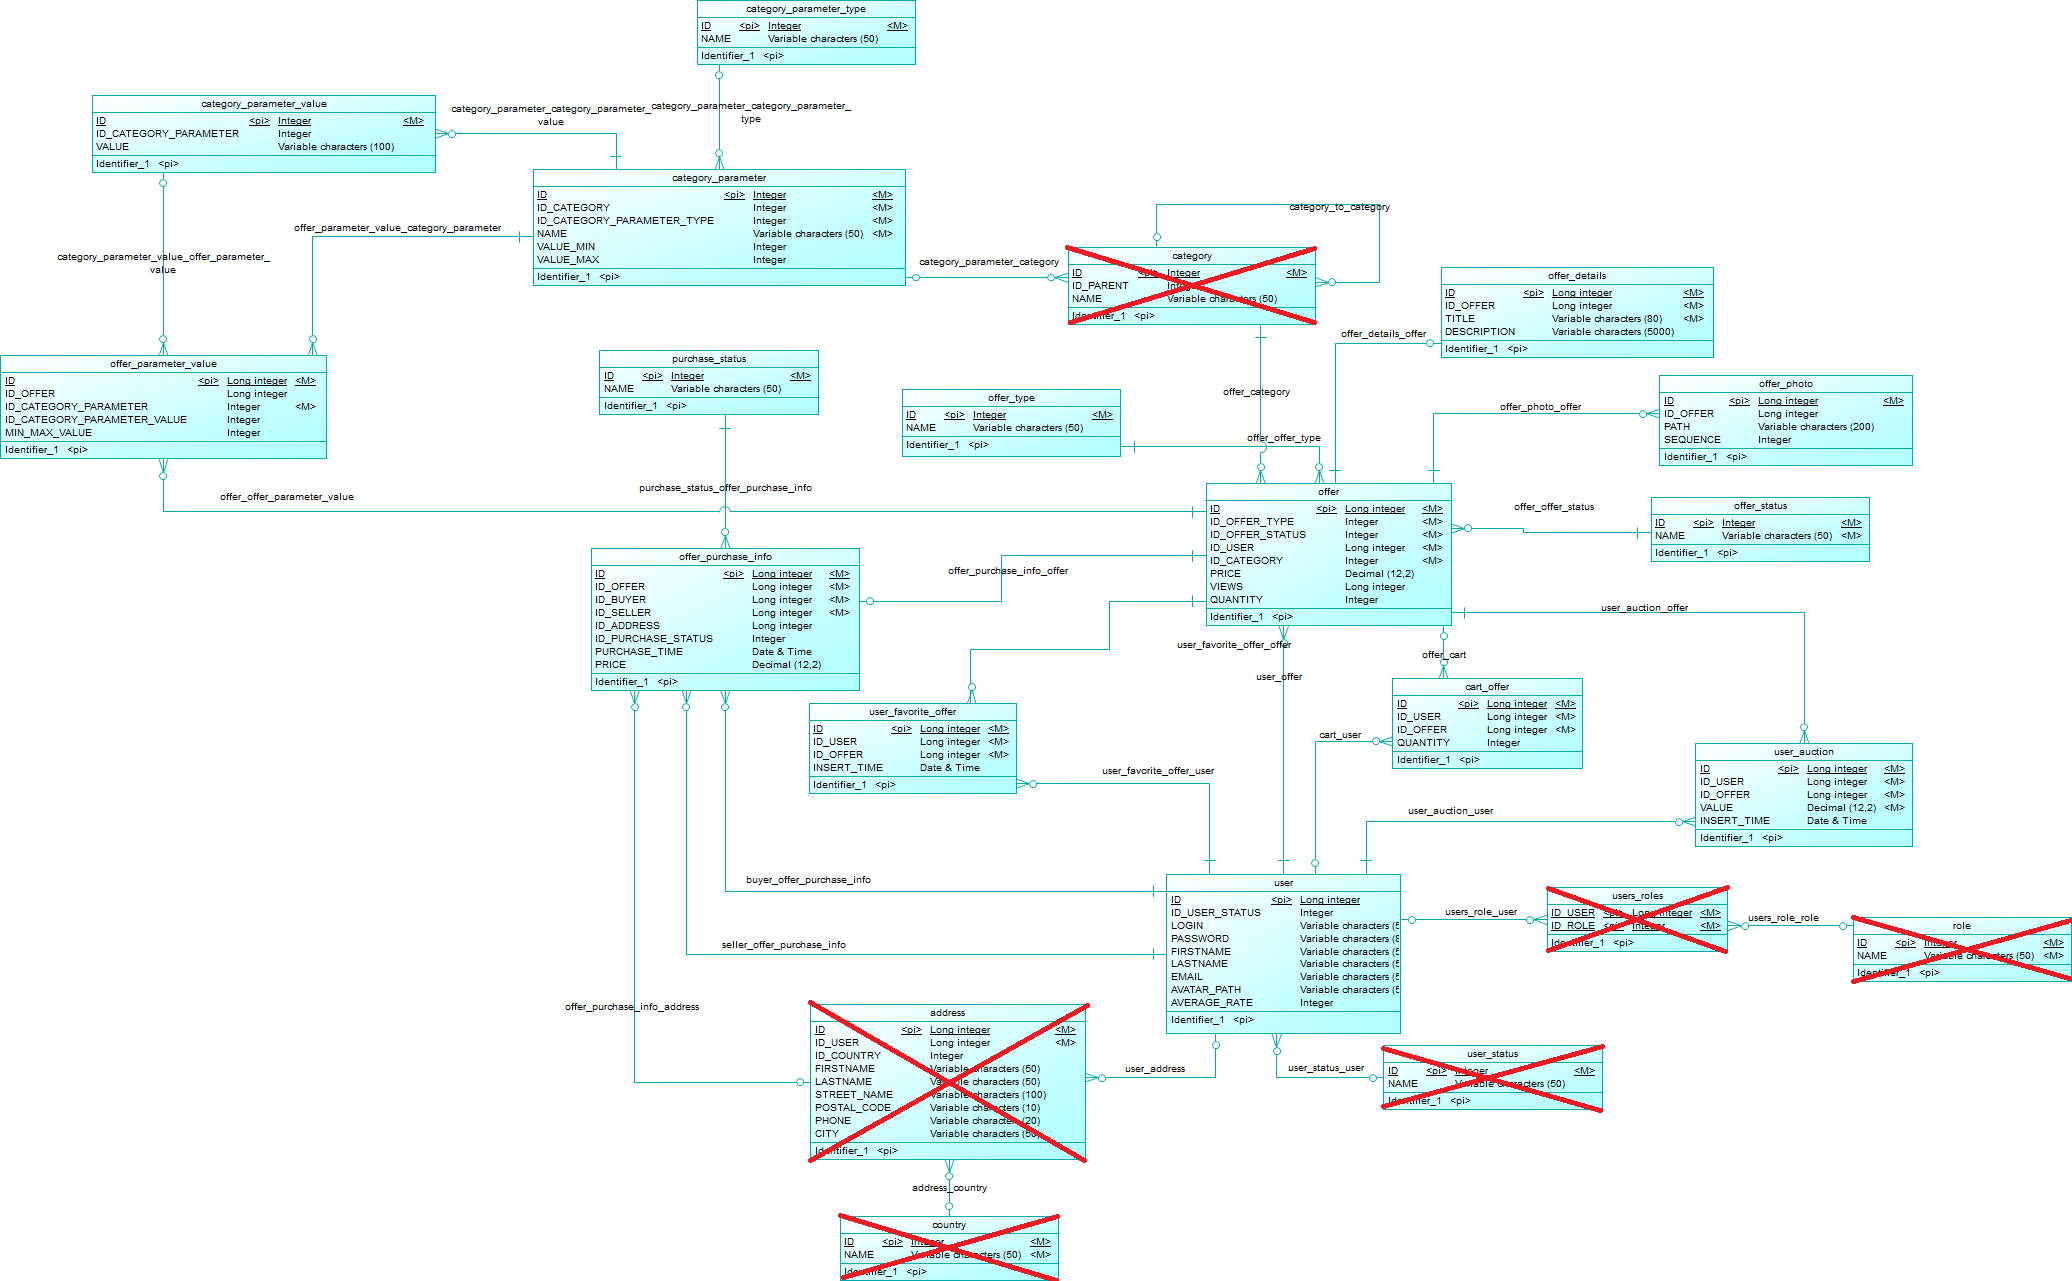 category_parameter_type
ID <pi> Integer <M>
NAME Variable characters (50)
Identifier_1 <pi>
category_parameter_value
ID <pi> Integer <M>
ID_CATEGORY_PARAMETER Integer
VALUE Variable characters (100)
Identifier_1 <pi>
category_parameter_category_parameter_
value
category_parameter_category_parameter_
type
category_parameter
ID <pi> Integer <M>
ID_CATEGORY Integer <M>
ID_CATEGORY_PARAMETER_TYPE Integer <M>
NAME Variable characters (50) <M>
VALUE_MIN Integer
VALUE_MAX Integer
Identifier_1 <pi>
offer_parameter_value_category_parameter
category_parameter_value_offer_parameter_
value
category_to_category
category_parameter_category
category
ID <pi> Integer <M>
ID_PARENT Integer
NAME Variable characters (50)
Identifier_1 <pi>
offer_details
ID <pi> Long integer <M>
ID_OFFER Long integer <M>
TITLE Variable characters (80) <M>
DESCRIPTION Variable characters (5000)
Identifier_1 <pi>
offer_details_offer
offer_parameter_value
ID <pi> Long integer <M>
ID_OFFER Long integer
ID_CATEGORY_PARAMETER Integer <M>
ID_CATEGORY_PARAMETER_VALUE Integer
MIN_MAX_VALUE Integer
Identifier_1 <pi>
purchase_status
ID <pi> Integer <M>
NAME Variable characters (50)
Identifier_1 <pi>
offer_type
ID <pi> Integer <M>
NAME Variable characters (50)
Identifier_1 <pi>
offer_category
offer_photo
ID <pi> Long integer <M>
ID_OFFER Long integer
PATH Variable characters (200)
SEQUENCE Integer
Identifier_1 <pi>
offer_photo_offer
offer_offer_type
offer_offer_parameter_value
purchase_status_offer_purchase_info
offer
ID <pi> Long integer <M>
ID_OFFER_TYPE Integer <M>
ID_OFFER_STATUS Integer <M>
ID_USER Long integer <M>
ID_CATEGORY Integer <M>
PRICE Decimal (12,2)
VIEWS Long integer
QUANTITY Integer
Identifier_1 <pi>
offer_offer_status
offer_status
ID <pi> Integer <M>
NAME Variable characters (50) <M>
Identifier_1 <pi>
offer_purchase_info
ID <pi> Long integer <M>
ID_OFFER Long integer <M>
ID_BUYER Long integer <M>
ID_SELLER Long integer <M>
ID_ADDRESS Long integer
ID_PURCHASE_STATUS Integer
PURCHASE_TIME Date & Time
PRICE Decimal (12,2)
Identifier_1 <pi>
offer_purchase_info_offer
user_auction_offer
user_favorite_offer_offer
offer_cart
user_offer
user_favorite_offer
ID <pi> Long integer <M>
ID_USER Long integer <M>
ID_OFFER Long integer <M>
INSERT_TIME Date & Time
Identifier_1 <pi>
cart_offer
ID <pi> Long integer <M>
ID_USER Long integer <M>
ID_OFFER Long integer <M>
QUANTITY Integer
Identifier_1 <pi>
cart_user
user_favorite_offer_user
user_auction
ID <pi> Long integer <M>
ID_USER Long integer <M>
ID_OFFER Long integer <M>
VALUE Decimal (12,2) <M>
INSERT_TIME Date & Time
Identifier_1 <pi>
user_auction_user
buyer_offer_purchase_info
seller_offer_purchase_info
user
ID <pi> Long integer
ID_USER_STATUS Integer
LOGIN Variable characters (5
PASSWORD Variable characters (8
FIRSTNAME Variable characters (5
LASTNAME Variable characters (5
EMAIL Variable characters (5
AVATAR_PATH Variable characters (5
AVERAGE_RATE Integer
Identifier_1 <pi>
users_role_user
users_roles
ID_USER <pi> Long integer <M>
ID_ROLE <pi> Integer <M>
Identifier_1 <pi>
users_role_role
role
ID <pi> Integer <M>
NAME Variable characters (50) <M>
Identifier_1 <pi>
offer_purchase_info_address
address
ID <pi> Long integer <M>
ID_USER Long integer <M>
ID_COUNTRY Integer
FIRSTNAME Variable characters (50)
LASTNAME Variable characters (50)
STREET_NAME Variable characters (100)
POSTAL_CODE Variable characters (10)
PHONE Variable characters (20)
CITY Variable characters (50)
Identifier_1 <pi>
user_address
user_status_user
user_status
ID <pi> Integer <M>
NAME Variable characters (50)
Identifier_1 <pi>
address_country
country
ID <pi> Integer <M>
NAME Variable characters (50) <M>
Identifier_1 <pi>